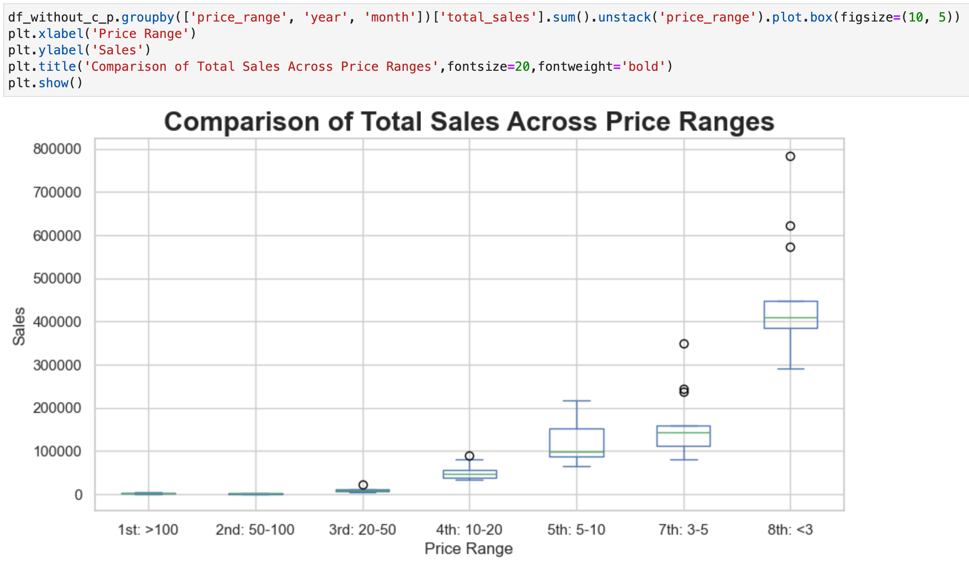 df_without_c_p.groupby(['price_range', 'year', 'month'])['total_sales'].sum().unstack('price_range').plot.box(figsize=(10, 5))
plt.xlabel('Price Range')
plt.ylabel('Sales')
plt.title('Comparison of Total Sales Across Price Ranges',fontsize=20,fontweight='bold')
plt.show()
Comparison of Total Sales Across Price Ranges
800000
700000
600000
500000
400000
300000
200000
100000
0
Sales
1st: >100 2nd: 50-100 3rd: 20-50 4th: 10-20 5th: 5-10 7th: 3-5 8th: <3
Price Range